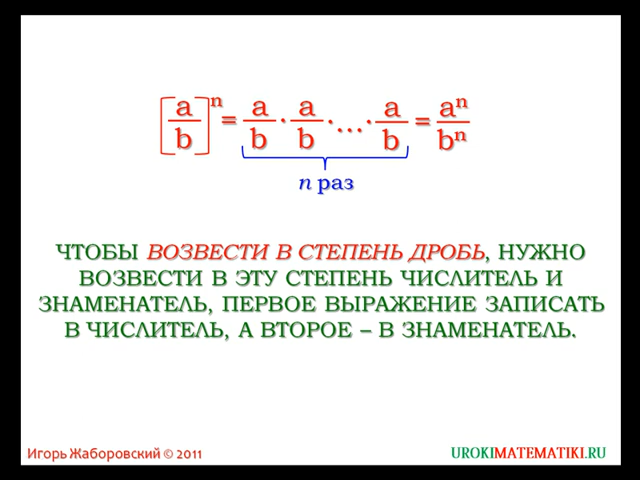 [a/b]ⁿ = a/b · a/b · ... · a/b = aⁿ/bⁿ
n раз
ЧТОБЫ ВОЗВЕСТИ В СТЕПЕНЬ ДРОБЬ, НУЖНО
ВОЗВЕСТИ В ЭТУ СТЕПЕНЬ ЧИСЛИТЕЛЬ И
ЗНАМЕНАТЕЛЬ, ПЕРВОЕ ВЫРАЖЕНИЕ ЗАПИСАТЬ
В ЧИСЛИТЕЛЬ, А ВТОРОЕ – В ЗНАМЕНАТЕЛЬ.
Игорь Жаборовский © 2011
UROKIMATEMATIKI.RU